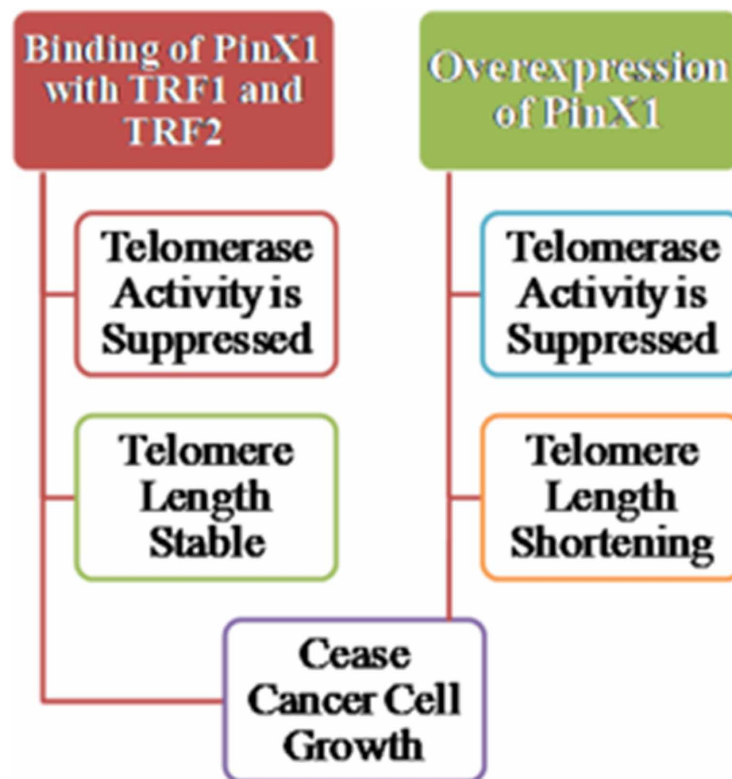 Binding of PinX1
with TRF1 and
TRF2
Telomerase
Activity is
Suppressed
Telomere
Length
Stable
Overexpression
of PinX1
Telomerase
Activity is
Suppressed
Telomere
Length
Shortening
Cease
Cancer Cell
Growth